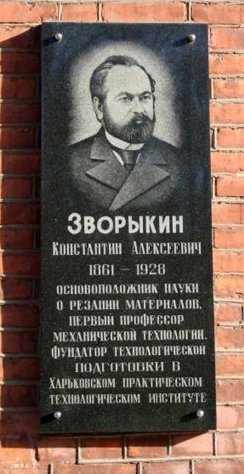 ЗВОРЫКИН
КОНСТАНТИН АЛЕКСЕЕВИЧ
1861 – 1928
ОСНОВОПОЛОЖНИК НАУКИ
О РЕЗАНИИ МАТЕРИАЛОВ,
ПЕРВЫЙ ПРОФЕССОР
МЕХАНИЧЕСКОЙ ТЕХНОЛОГИИ.
ФУНДАТОР ТЕХНОЛОГИЧЕСКОЙ
ПОДГОТОВКИ В
ХАРЬКОВСКОМ ПРАКТИЧЕСКОМ
ТЕХНОЛОГИЧЕСКОМ ИНСТИТУТЕ